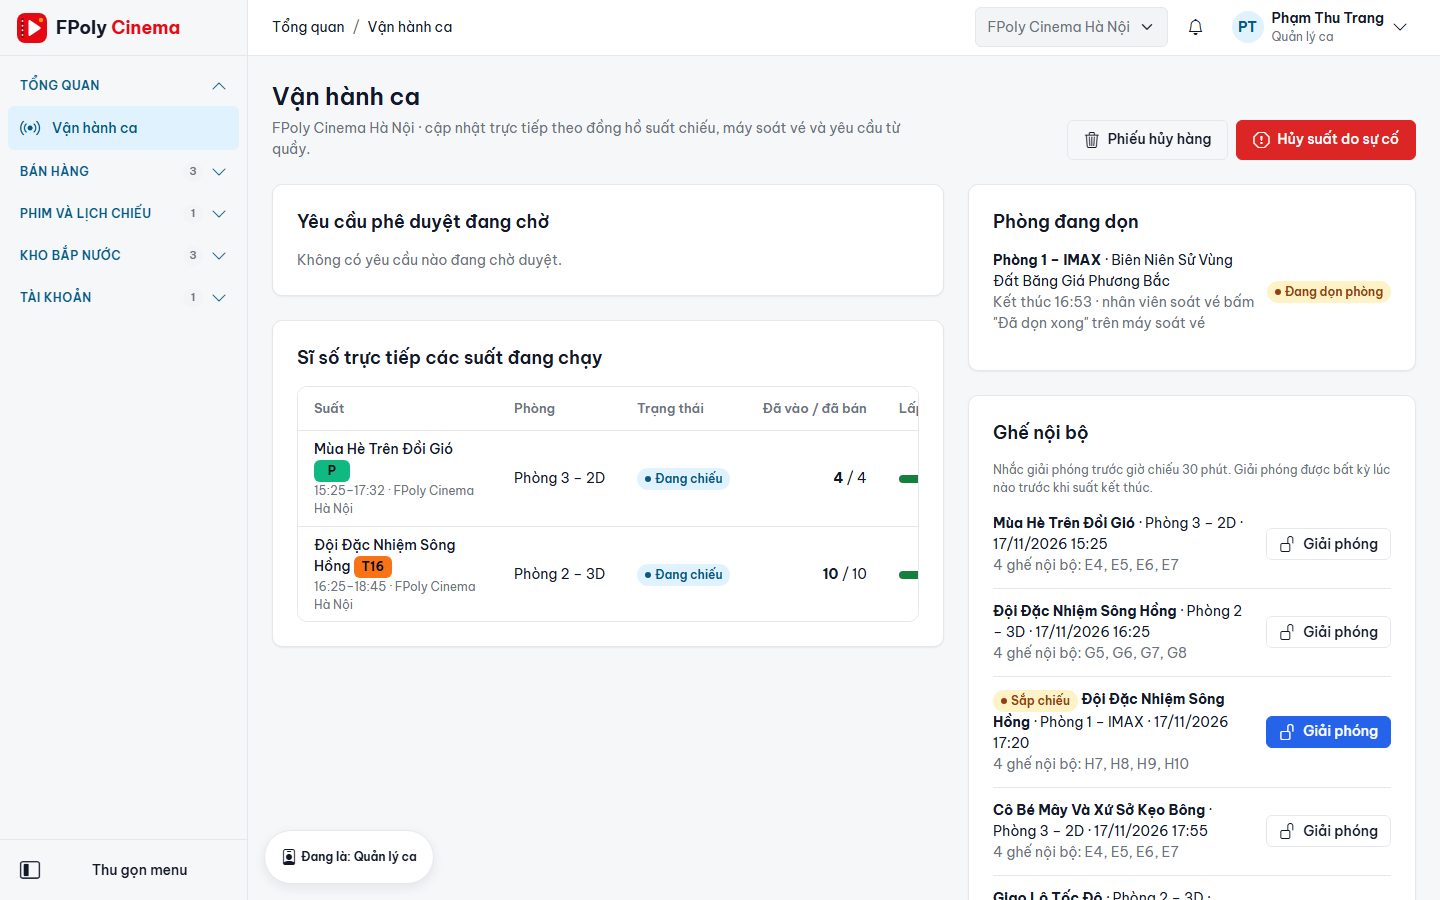 FPoly Cinema
Tổng quan / Vận hành ca
FPoly Cinema Hà Nội
PT
Phạm Thu Trang
Quản lý ca
TỔNG QUAN
Vận hành ca
BÁN HÀNG 3
PHIM VÀ LỊCH CHIẾU 1
KHO BẮP NƯỚC 3
TÀI KHOẢN 1
Thu gọn menu
Vận hành ca
FPoly Cinema Hà Nội · cập nhật trực tiếp theo đồng hồ suất chiếu, máy soát vé và yêu cầu từ
quầy.
Phiếu hủy hàng
Hủy suất do sự cố
Yêu cầu phê duyệt đang chờ
Không có yêu cầu nào đang chờ duyệt.
Sĩ số trực tiếp các suất đang chạy
Suất Phòng Trạng thái Đã vào / đã bán Lấp
Mùa Hè Trên Đồi Gió
P
15:25–17:32 · FPoly Cinema
Hà Nội
Phòng 3 – 2D
Đang chiếu
4 / 4
Đội Đặc Nhiệm Sông
Hồng T16
16:25–18:45 · FPoly Cinema
Hà Nội
Phòng 2 – 3D
Đang chiếu
10 / 10
Đang là: Quản lý ca
Phòng đang dọn
Phòng 1 – IMAX · Biên Niên Sử Vùng
Đất Băng Giá Phương Bắc
Kết thúc 16:53 · nhân viên soát vé bấm
"Đã dọn xong" trên máy soát vé
Đang dọn phòng
Ghế nội bộ
Nhắc giải phóng trước giờ chiếu 30 phút. Giải phóng được bất kỳ lúc
nào trước khi suất kết thúc.
Mùa Hè Trên Đồi Gió · Phòng 3 – 2D ·
17/11/2026 15:25
4 ghế nội bộ: E4, E5, E6, E7
Giải phóng
Đội Đặc Nhiệm Sông Hồng · Phòng 2
– 3D · 17/11/2026 16:25
4 ghế nội bộ: G5, G6, G7, G8
Giải phóng
Sắp chiếu Đội Đặc Nhiệm Sông
Hồng · Phòng 1 – IMAX · 17/11/2026
17:20
4 ghế nội bộ: H7, H8, H9, H10
Giải phóng
Cô Bé Mây Và Xứ Sở Kẹo Bông ·
Phòng 3 – 2D · 17/11/2026 17:55
4 ghế nội bộ: E4, E5, E6, E7
Giải phóng
Giao Lộ Tốc Độ · Phòng 2 – 3D ·